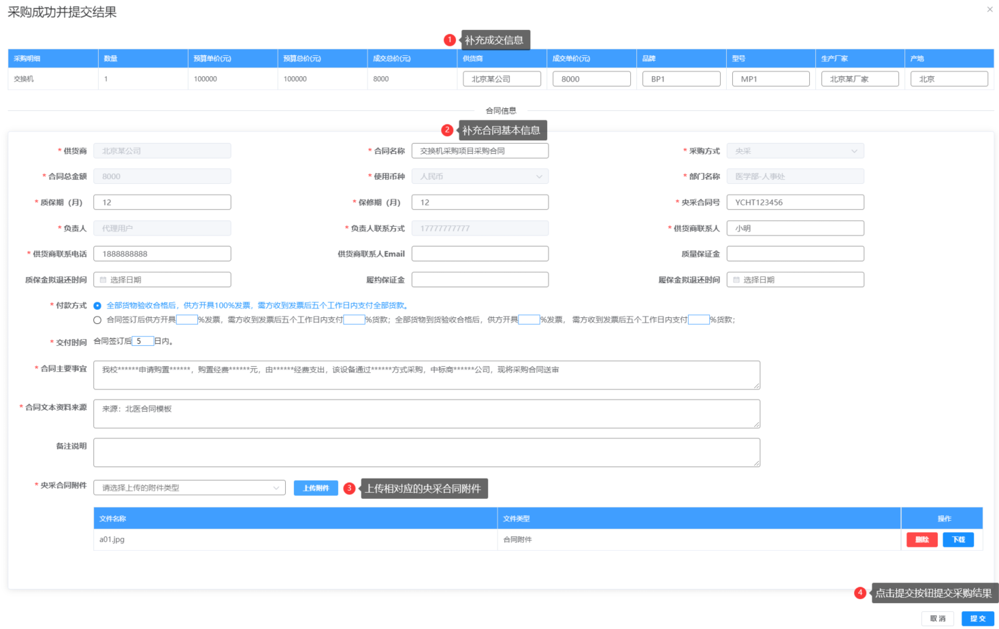 采购成功并提交结果
1 补充成交信息
采购明细 数量 预算单价(元) 预算总价(元) 成交总价(元) 供货商 成交单价(元) 品牌 型号 生产厂家 产地
交换机 1 100000 100000 8000 北京某公司 8000 BP1 MP1 北京某厂家 北京
合同信息
2 补充合同基本信息
* 供货商 北京某公司 * 合同名称 交换机采购项目采购合同 * 采购方式 央采
* 合同总金额 8000 * 使用币种 人民币 * 部门名称 医学部-人事处
* 质保期（月） 12 * 保修期（月） 12 * 央采合同号 YCHT123456
* 负责人 代理用户 * 负责人联系方式 17777777777 * 供货商联系人 小明
* 供货商联系电话 1888888888 供货商联系人Email 质量保证金
质保金拟退还时间 选择日期 履约保证金 履保金拟退还时间 选择日期
* 付款方式 全部货物验收合格后，供方开具100%发票，需方收到发票后五个工作日内支付全部货款。
合同签订后供方开具 %发票，需方收到发票后五个工作日内支付 %货款；全部货物到货验收合格后，供方开具 %发票， 需方收到发票后五个工作日内支付 %货款；
* 交付时间 合同签订后 5 日内。
* 合同主要事宜 我校******申请购置******，购置经费******元，由******经费支出，该设备通过******方式采购，中标商******公司，现将采购合同送审
* 合同文本资料来源 来源：北医合同模板
备注说明
* 央采合同附件 请选择上传的附件类型 上传附件 3 上传相对应的央采合同附件
文件名称 文件类型 操作
a01.jpg 合同附件 删除 下载
4 点击提交按钮提交采购结果
取 消 提 交